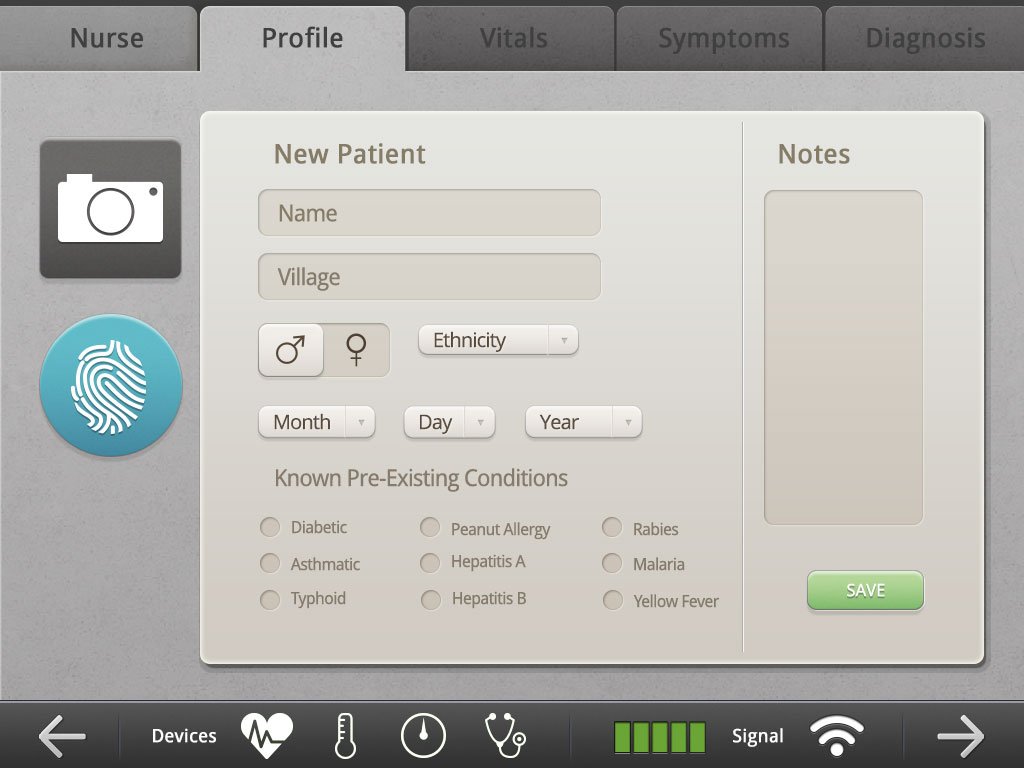 Nurse
Profile
Vitals
Symptoms
Diagnosis
New Patient
Notes
Name
Village
Ethnicity
Month
Day
Year
Known Pre-Existing Conditions
Diabetic
Peanut Allergy
Rabies
Asthmatic
Hepatitis A
Malaria
Typhoid
Hepatitis B
Yellow Fever
SAVE
Devices
Signal